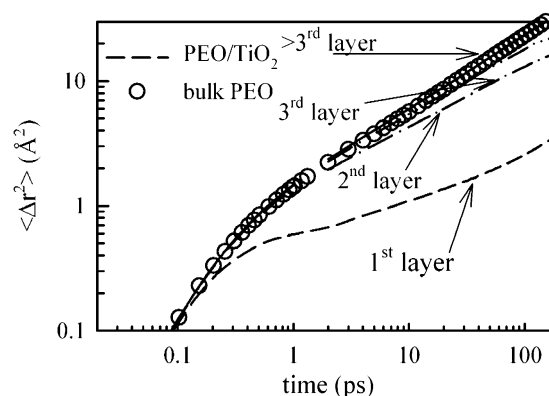 PEO/TiO₂ >3ʳᵈ layer
bulk PEO
3ʳᵈ layer
2ⁿᵈ layer
1ˢᵗ layer
<Δr²> (Å²)
10
1
0.1
0.1 1 10 100
time (ps)